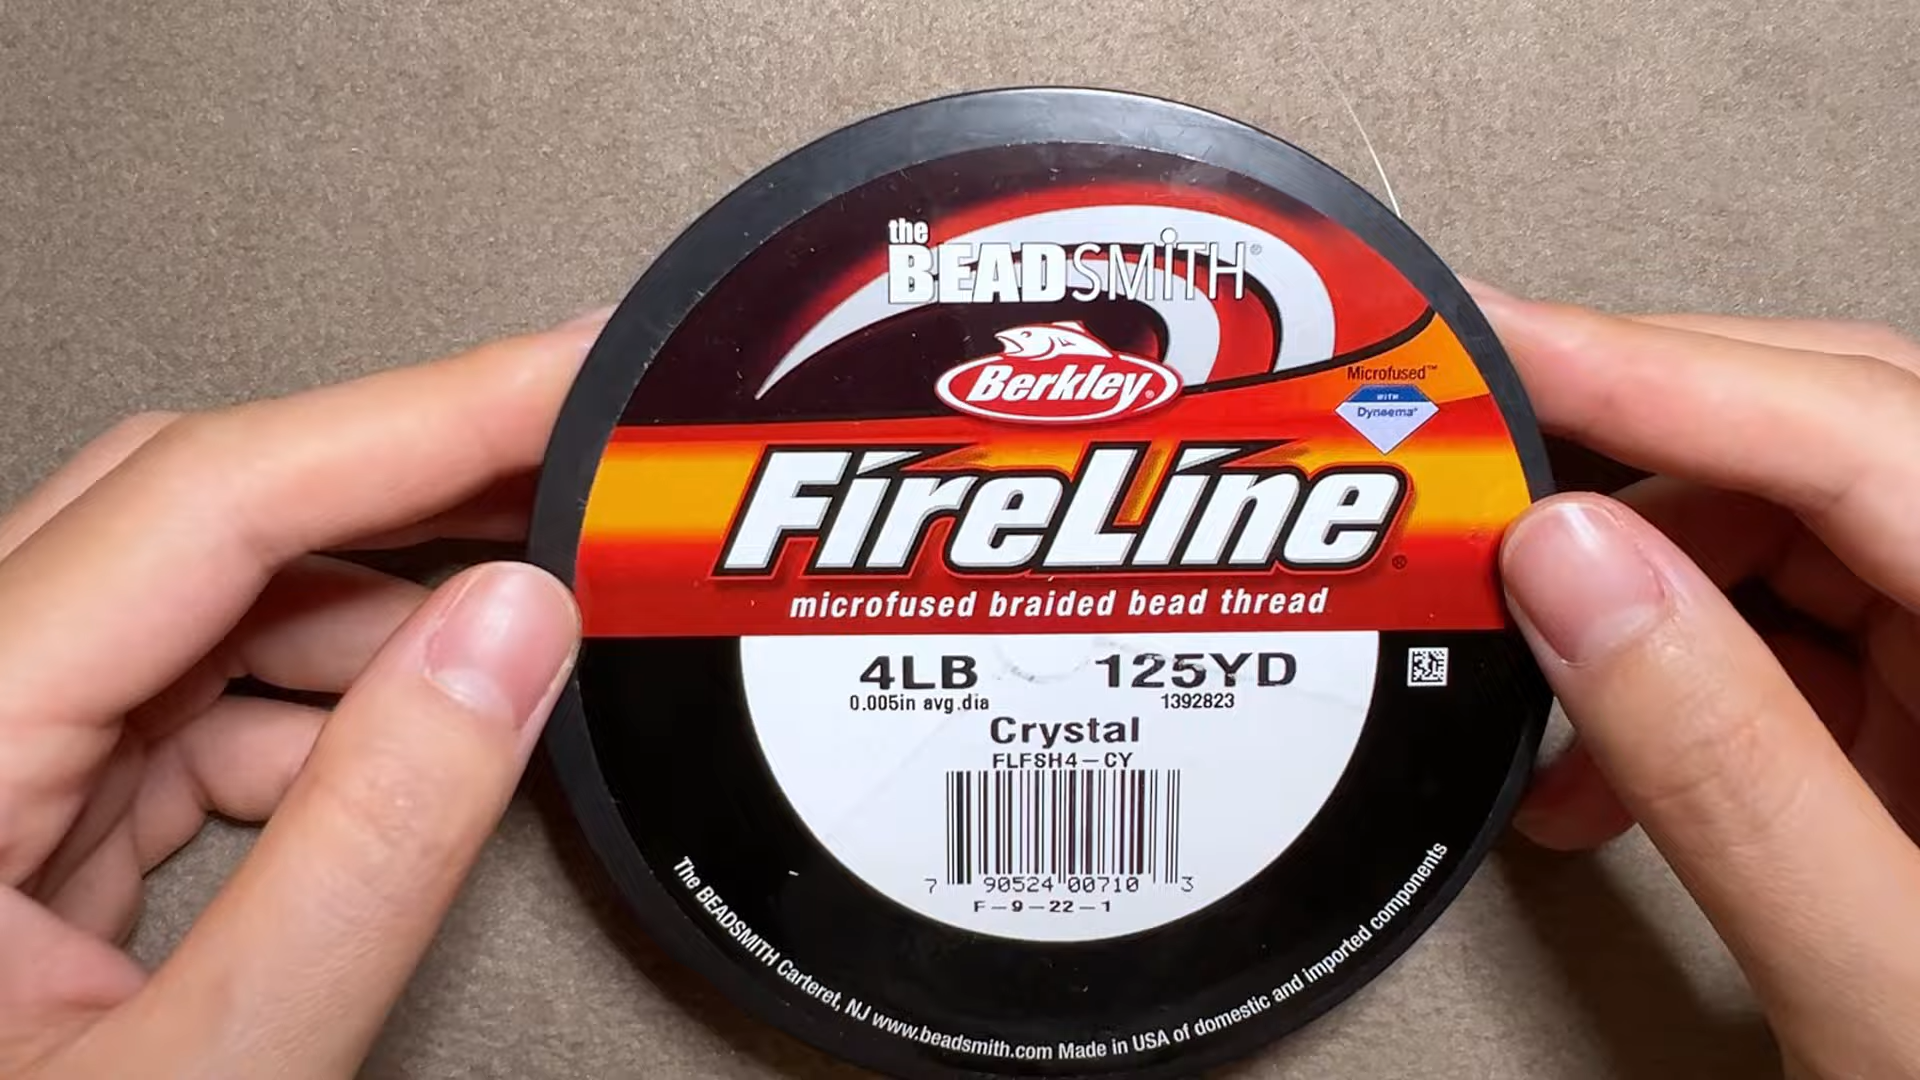 the
BEADSMITH®
Berkley®
Microfused™
WITH
Dyneema®
FireLine®
microfused braided bead thread
4LB 125YD
0.005in avg.dia 1392823
Crystal
FLFSH4-CY
7 90524 00710 3
F-9-22-1
The BEADSMITH Carteret, NJ www.beadsmith.com Made in USA of domestic and imported components